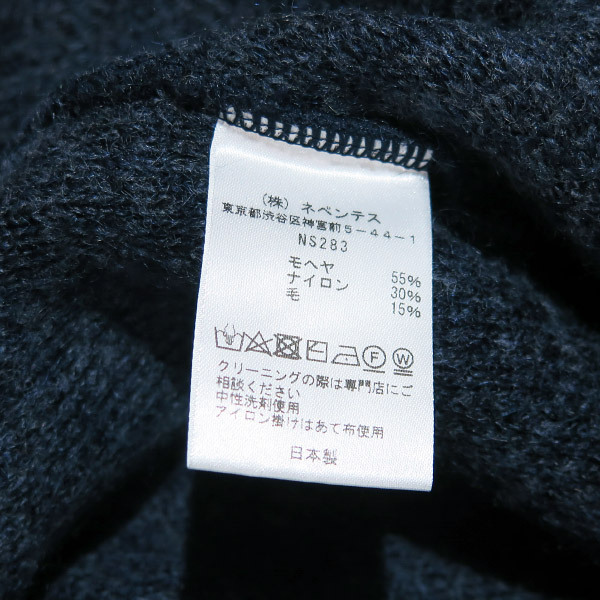 (株) ネペンテス
東京都渋谷区神宮前5-44-1
NS283
モヘヤ 55%
ナイロン 30%
毛 15%
F W
クリーニングの際は専門店にご
相談ください
中性洗剤使用
アイロン掛けはあて布使用
日本製